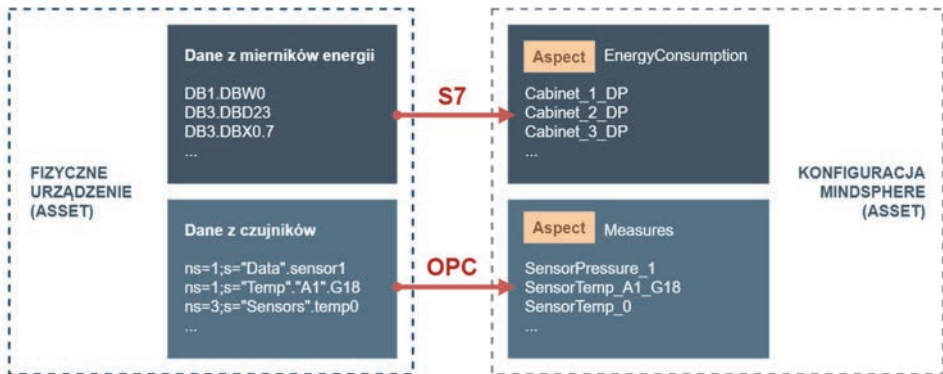 FIZYCZNE
URZĄDZENIE
(ASSET)
Dane z mierników energii
DB1.DBW0
DB3.DBD23
DB3.DBX0.7
...
S7
Aspect EnergyConsumption
Cabinet_1_DP
Cabinet_2_DP
Cabinet_3_DP
...
Dane z czujników
ns=1;s="Data".sensor1
ns=1;s="Temp"."A1".G18
ns=3;s="Sensors".temp0
...
OPC
Aspect Measures
SensorPressure_1
SensorTemp_A1_G18
SensorTemp_0
...
KONFIGURACJA
MINDSPHERE
(ASSET)